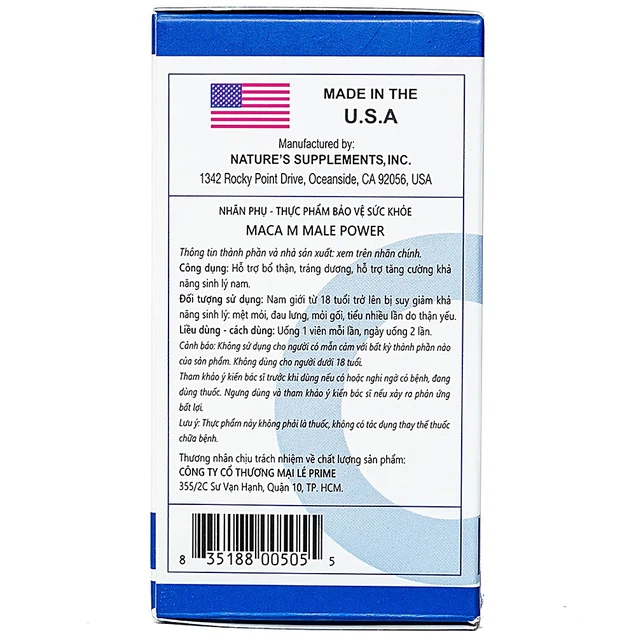 MADE IN THE
U.S.A
Manufactured by:
NATURE'S SUPPLEMENTS,INC.
1342 Rocky Point Drive, Oceanside, CA 92056, USA
NHÃN PHỤ - THỰC PHẨM BẢO VỆ SỨC KHỎE
MACA M MALE POWER
Thông tin thành phần và nhà sản xuất: xem trên nhãn chính.
Công dụng: Hỗ trợ bổ thận, tráng dương, hỗ trợ tăng cường khả
năng sinh lý nam.
Đối tượng sử dụng: Nam giới từ 18 tuổi trở lên bị suy giảm khả
năng sinh lý: mệt mỏi, đau lưng, mỏi gối, tiểu nhiều lần do thận yếu.
Liều dùng - cách dùng: Uống 1 viên mỗi lần, ngày uống 2 lần.
Cảnh báo: Không sử dụng cho người có mẫn cảm với bất kỳ thành phần nào
của sản phẩm. Không dùng cho người dưới 18 tuổi.
Tham khảo ý kiến bác sĩ trước khi dùng nếu có hoặc nghi ngờ có bệnh, đang
dùng thuốc. Ngưng dùng và tham khảo ý kiến bác sĩ nếu xảy ra phản ứng
bất lợi.
Lưu ý: Thực phẩm này không phải là thuốc, không có tác dụng thay thế thuốc
chữa bệnh.
Thương nhân chịu trách nhiệm về chất lượng sản phẩm:
CÔNG TY CỔ THƯƠNG MẠI LÉ PRIME
355/2C Sư Vạn Hạnh, Quận 10, TP. HCM.
8 35188 00505 5